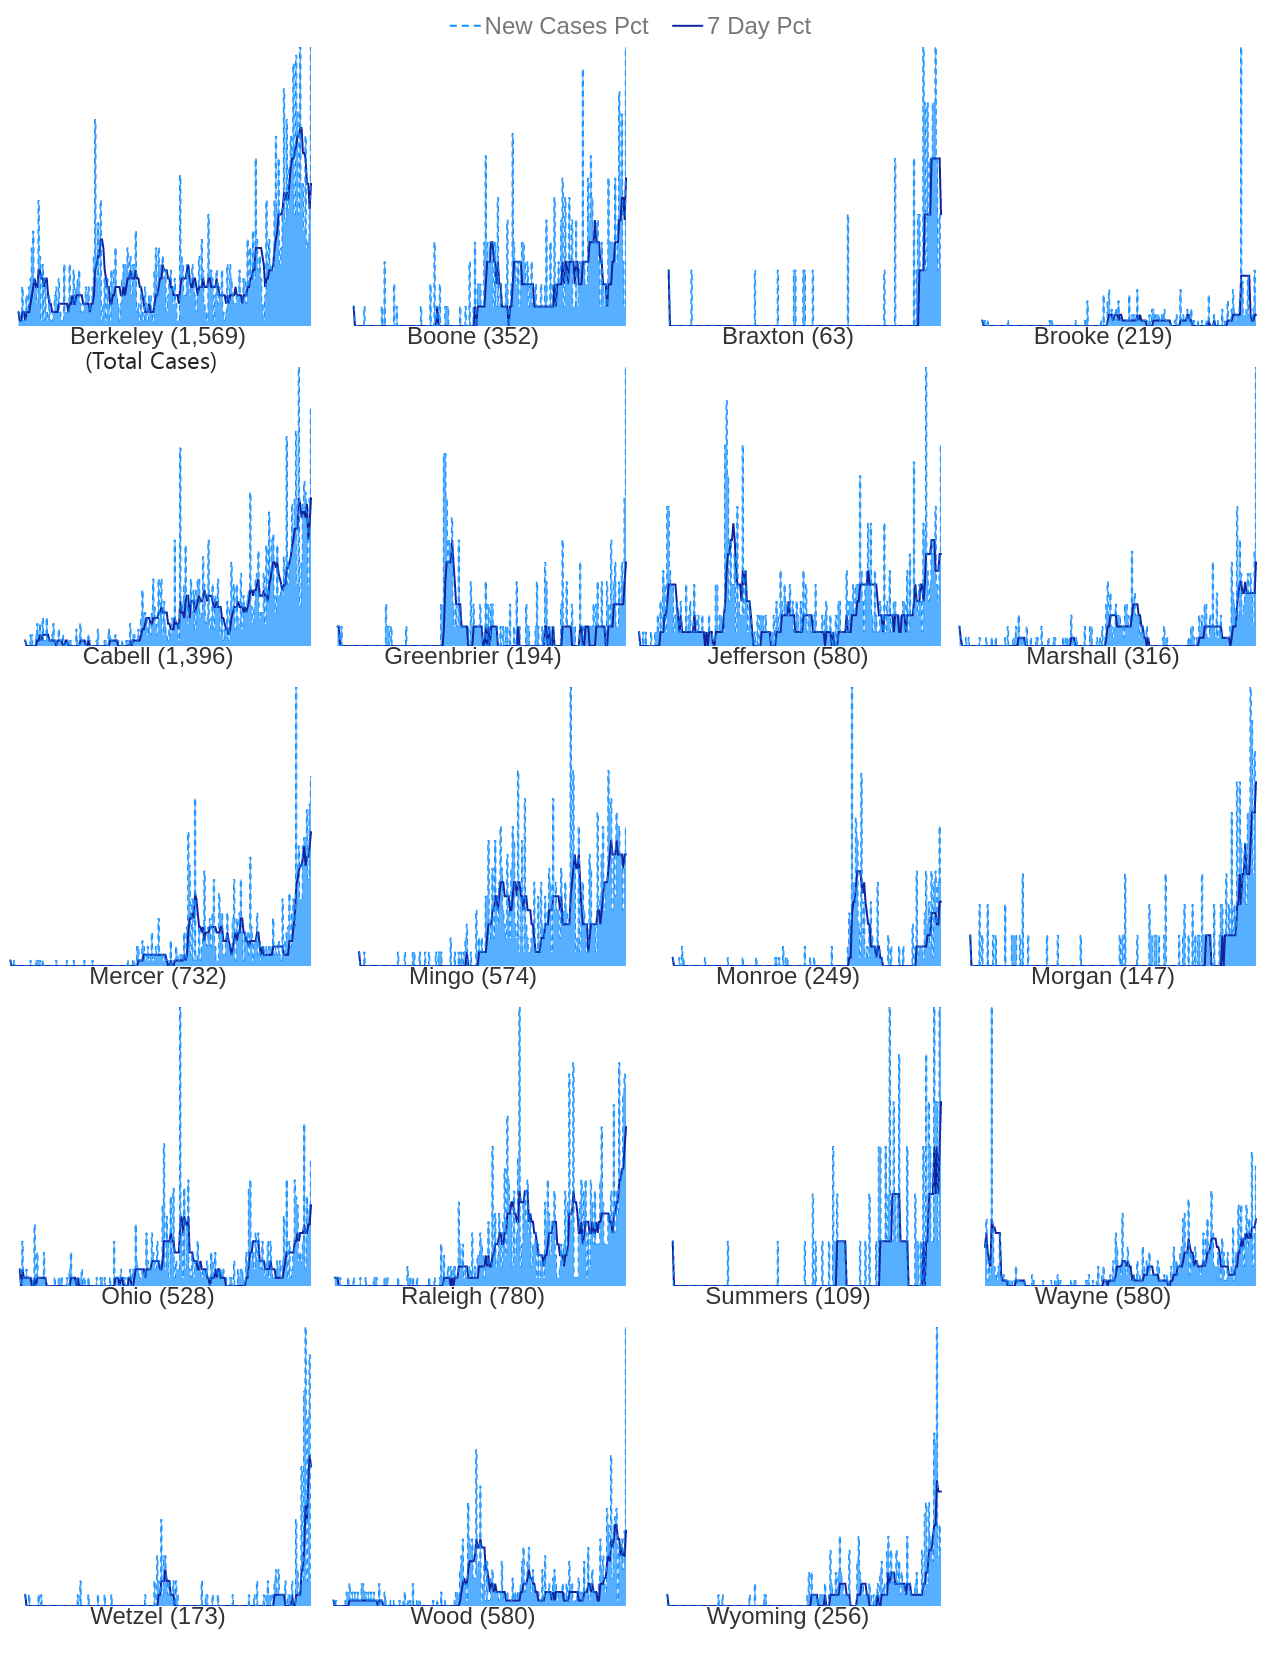 New Cases Pct 7 Day Pct
Berkeley (1,569) Boone (352) Braxton (63) Brooke (219)
(Total Cases)
Cabell (1,396) Greenbrier (194) Jefferson (580) Marshall (316)
Mercer (732) Mingo (574) Monroe (249) Morgan (147)
Ohio (528) Raleigh (780) Summers (109) Wayne (580)
Wetzel (173) Wood (580) Wyoming (256)